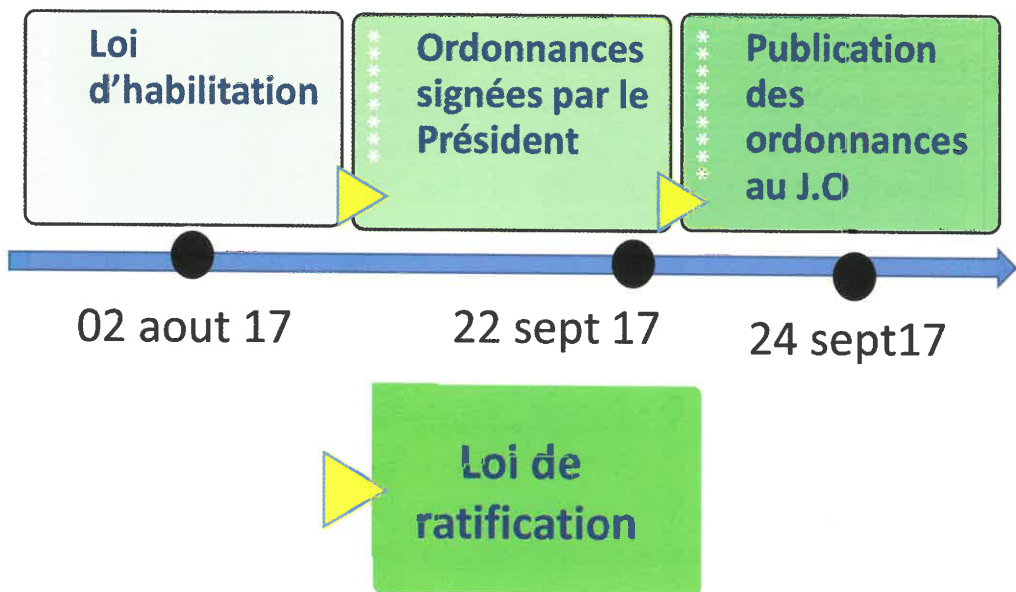 Loi
d'habilitation
Ordonnances
signées par le
Président
Publication
des
ordonnances
au J.O
02 aout 17
22 sept 17
24 sept17
Loi de
ratification